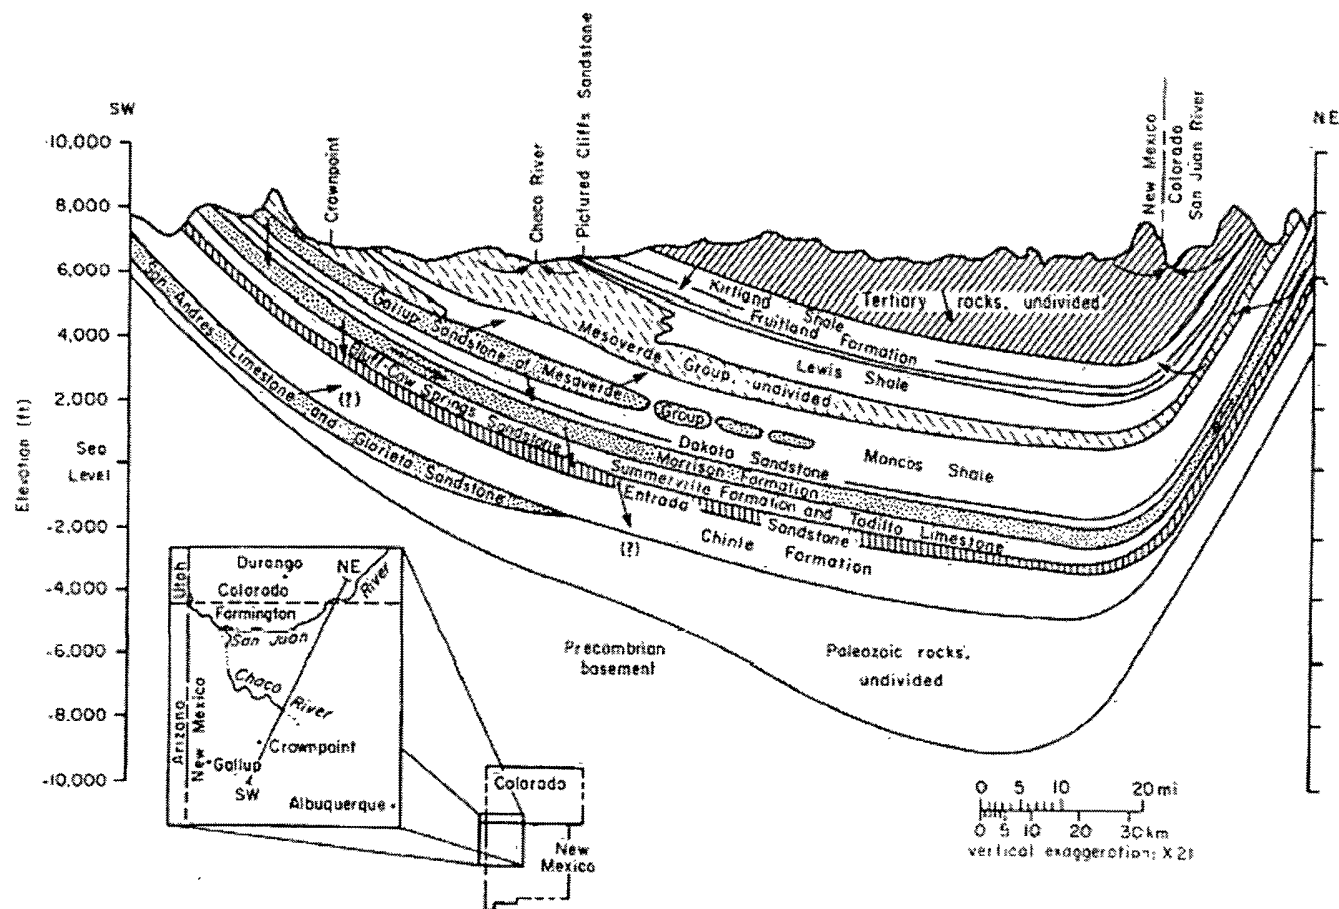 SW
NE
Crownpoint
Chaco River
Pictured Cliffs Sandstone
New Mexico
Colorado
San Juan River
Elevation (ft)
10,000
8,000
6,000
4,000
2,000
Sea
Level
-2,000
-4,000
-6,000
-8,000
-10,000
Kirtland Shale
Tertiary rocks, undivided
Fruitland Formation
Lewis Shale
Gallup Sandstone of Mesaverde
Group
Mesaverde Group, undivided
Mancos Shale
Dakota Sandstone
Morrison Formation
Bluff-Cow Springs Sandstone
Summerville Formation and Todilto Limestone
Entrada Sandstone
Chinle Formation
San Andres Limestone and Glorieta Sandstone
(?)
(?)
Precambrian
basement
Paleozoic rocks,
undivided
Utah
Durango
NE
River
Colorado
Farmington
San Juan
Chaco River
Arizona
New Mexico
Crownpoint
Gallup
SW
Albuquerque
Colorado
New
Mexico
0 5 10 20 mi
0 5 10 20 30 km
vertical exaggeration: X 21